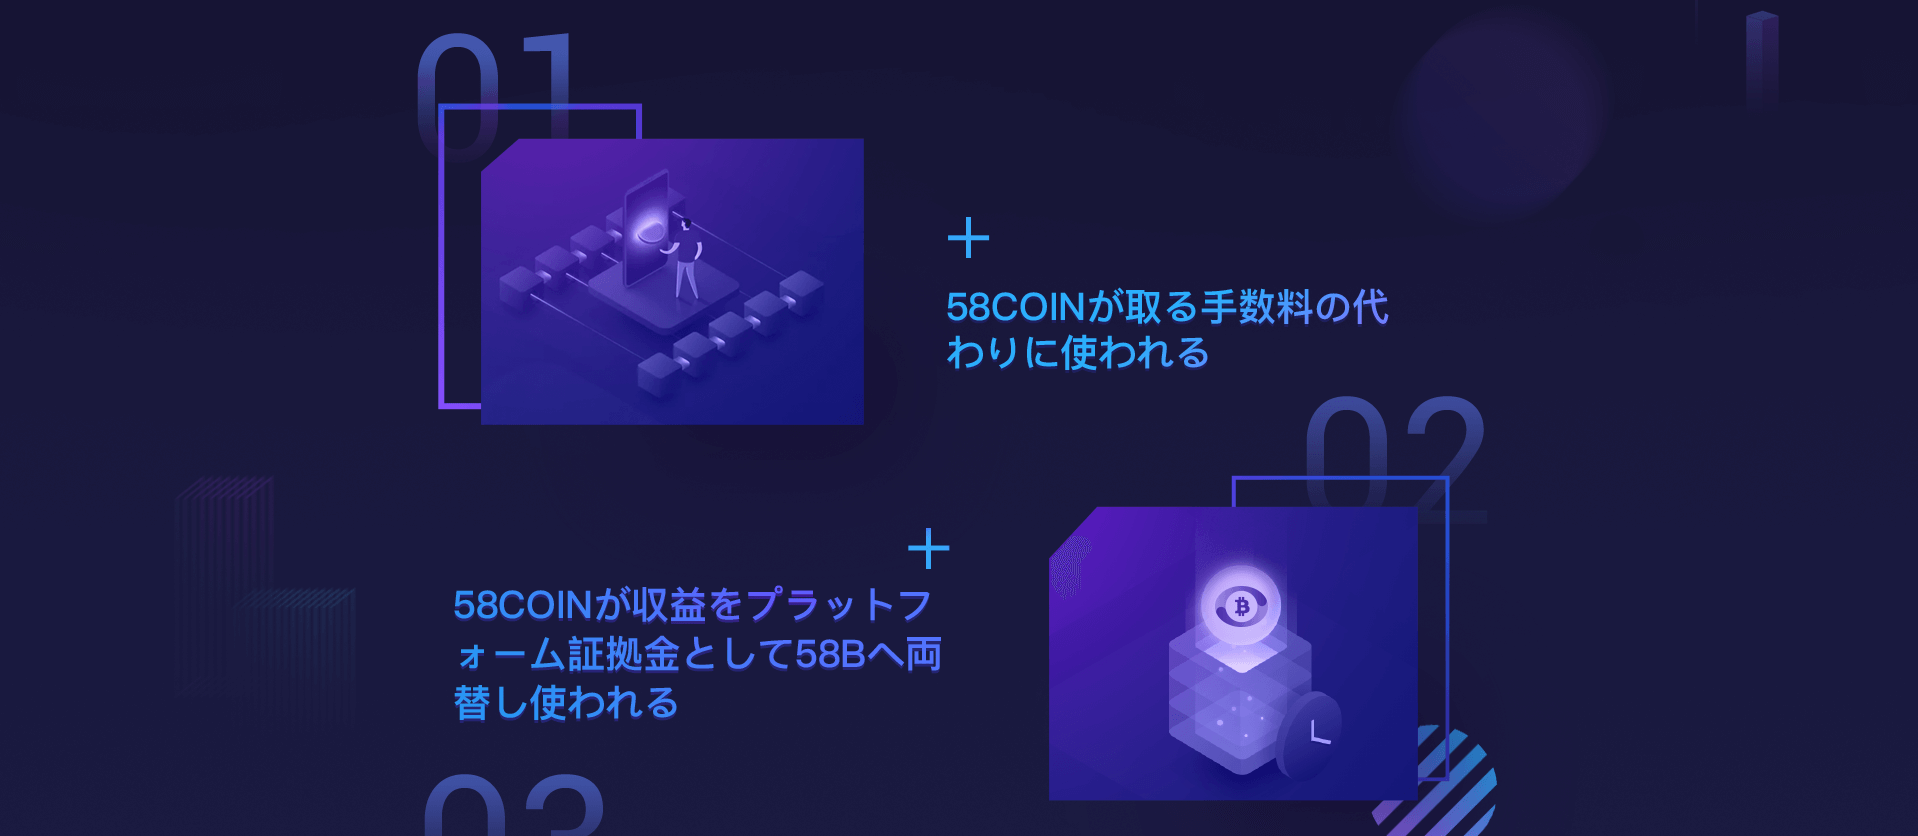 01
58COINが取る手数料の代
わりに使われる
02
58COINが収益をプラットフ
ォーム証拠金として58Bへ両
替し使われる
03